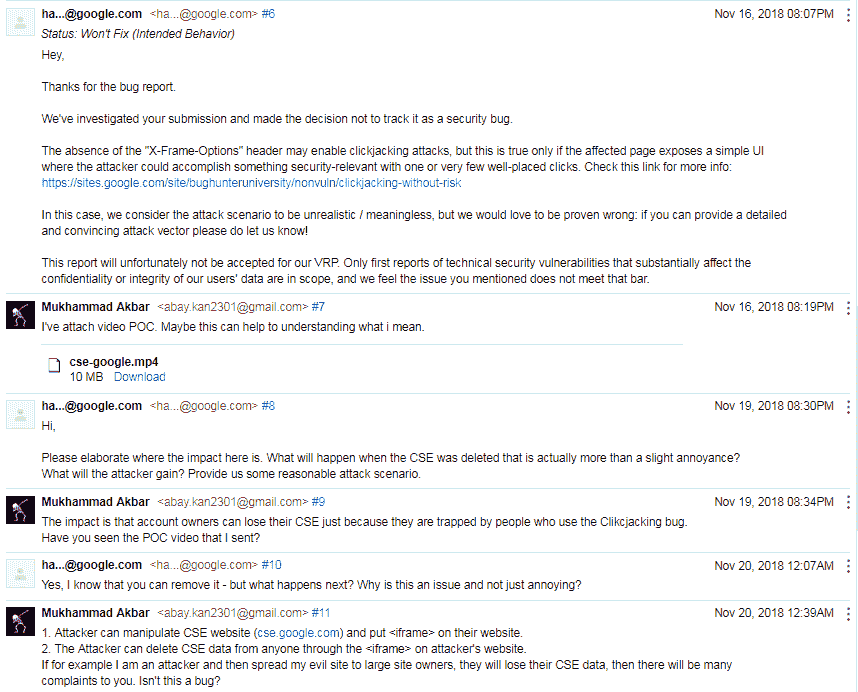 ha...@google.com <ha...@google.com> #6 Nov 16, 2018 08:07PM
Status: Won't Fix (Intended Behavior)
Hey,
Thanks for the bug report.
We've investigated your submission and made the decision not to track it as a security bug.
The absence of the "X-Frame-Options" header may enable clickjacking attacks, but this is true only if the affected page exposes a simple UI
where the attacker could accomplish something security-relevant with one or very few well-placed clicks. Check this link for more info:
https://sites.google.com/site/bughunteruniversity/nonvuln/clickjacking-without-risk
In this case, we consider the attack scenario to be unrealistic / meaningless, but we would love to be proven wrong: if you can provide a detailed
and convincing attack vector please do let us know!
This report will unfortunately not be accepted for our VRP. Only first reports of technical security vulnerabilities that substantially affect the
confidentiality or integrity of our users' data are in scope, and we feel the issue you mentioned does not meet that bar.
Mukhammad Akbar <abay.kan2301@gmail.com> #7 Nov 16, 2018 08:19PM
I've attach video POC. Maybe this can help to understanding what i mean.
cse-google.mp4
10 MB Download
ha...@google.com <ha...@google.com> #8 Nov 19, 2018 08:30PM
Hi,
Please elaborate where the impact here is. What will happen when the CSE was deleted that is actually more than a slight annoyance?
What will the attacker gain? Provide us some reasonable attack scenario.
Mukhammad Akbar <abay.kan2301@gmail.com> #9 Nov 19, 2018 08:34PM
The impact is that account owners can lose their CSE just because they are trapped by people who use the Clikcjacking bug.
Have you seen the POC video that I sent?
ha...@google.com <ha...@google.com> #10 Nov 20, 2018 12:07AM
Yes, I know that you can remove it - but what happens next? Why is this an issue and not just annoying?
Mukhammad Akbar <abay.kan2301@gmail.com> #11 Nov 20, 2018 12:39AM
1. Attacker can manipulate CSE website (cse.google.com) and put <iframe> on their website.
2. The Attacker can delete CSE data from anyone through the <iframe> on attacker's website.
If for example I am an attacker and then spread my evil site to large site owners, they will lose their CSE data, then there will be many
complaints to you. Isn't this a bug?